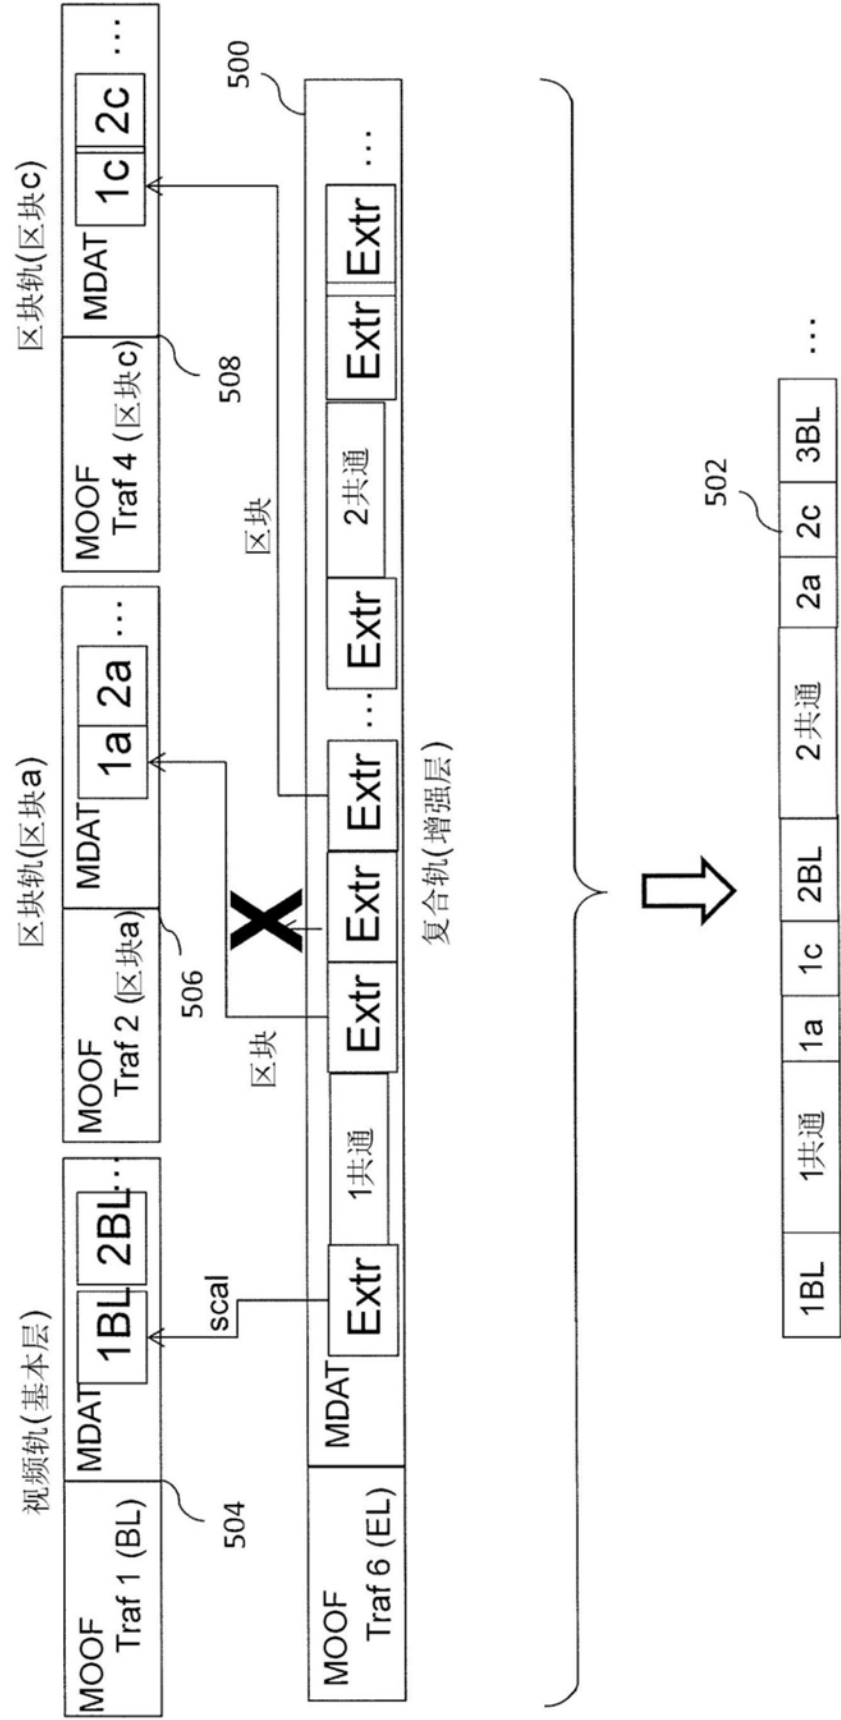 视频轨(基本层)
MOOF
Traf 1 (BL)
MDAT
1BL
2BL
...
504
区块轨(区块a)
MOOF
Traf 2 (区块a)
MDAT
1a
2a
...
506
区块轨(区块c)
MOOF
Traf 4 (区块c)
MDAT
1c
2c
...
508
scal
区块
X
区块
500
MOOF
Traf 6 (EL)
MDAT
Extr
1共通
Extr
Extr
Extr
...
Extr
2共通
Extr
Extr
...
复合轨(增强层)
502
1BL
1共通
1a
1c
2BL
2共通
2a
2c
3BL
...